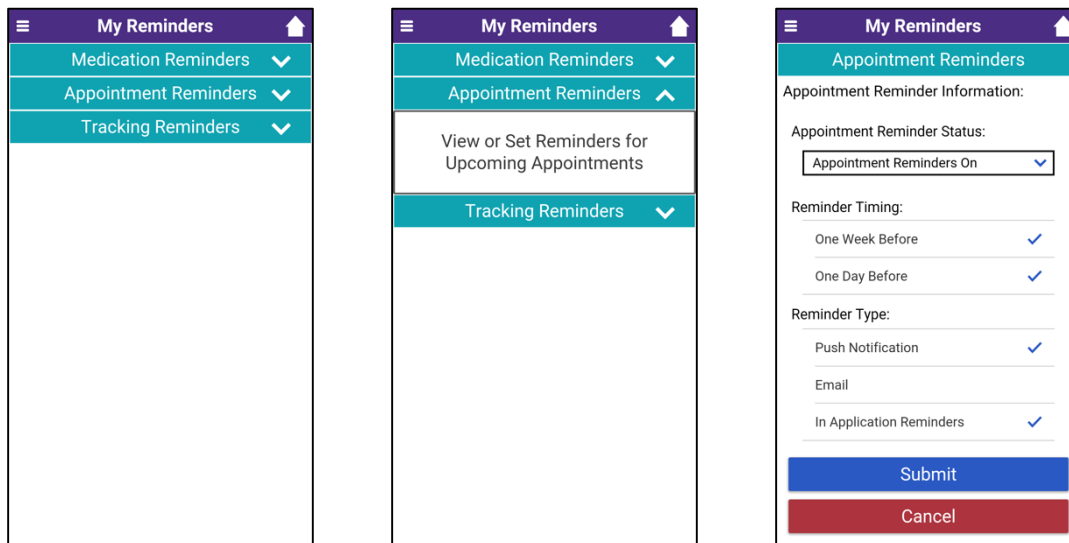 My Reminders
Medication Reminders
Appointment Reminders
Tracking Reminders
My Reminders
Medication Reminders
Appointment Reminders
View or Set Reminders for
Upcoming Appointments
Tracking Reminders
My Reminders
Appointment Reminders
Appointment Reminder Information:
Appointment Reminder Status:
Appointment Reminders On
Reminder Timing:
One Week Before
One Day Before
Reminder Type:
Push Notification
Email
In Application Reminders
Submit
Cancel